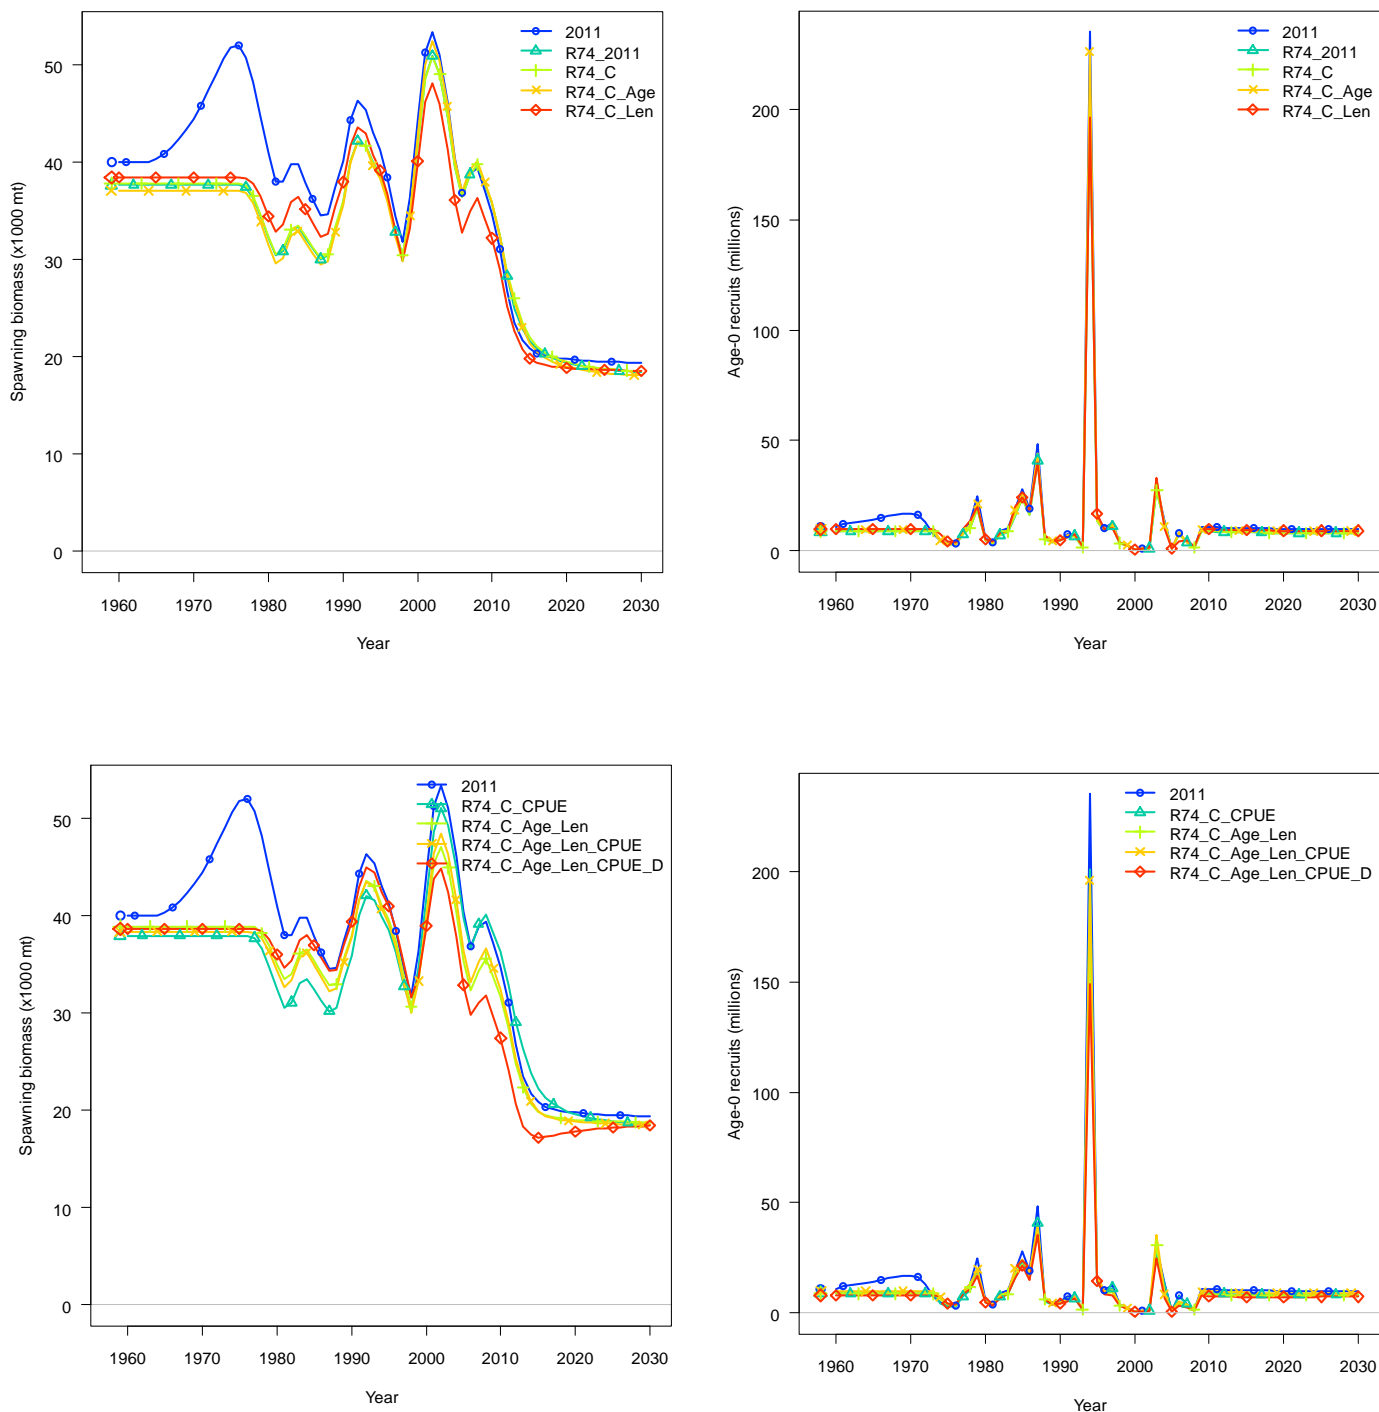 2011
R74_2011
R74_C
R74_C_Age
R74_C_Len
50
40
30
20
10
0
Spawning biomass (x1000 mt)
1960 1970 1980 1990 2000 2010 2020 2030
Year
2011
R74_2011
R74_C
R74_C_Age
R74_C_Len
200
150
100
50
0
Age-0 recruits (millions)
1960 1970 1980 1990 2000 2010 2020 2030
Year
2011
R74_C_CPUE
R74_C_Age_Len
R74_C_Age_Len_CPUE
R74_C_Age_Len_CPUE_D
50
40
30
20
10
0
Spawning biomass (x1000 mt)
1960 1970 1980 1990 2000 2010 2020 2030
Year
2011
R74_C_CPUE
R74_C_Age_Len
R74_C_Age_Len_CPUE
R74_C_Age_Len_CPUE_D
200
150
100
50
0
Age-0 recruits (millions)
1960 1970 1980 1990 2000 2010 2020 2030
Year